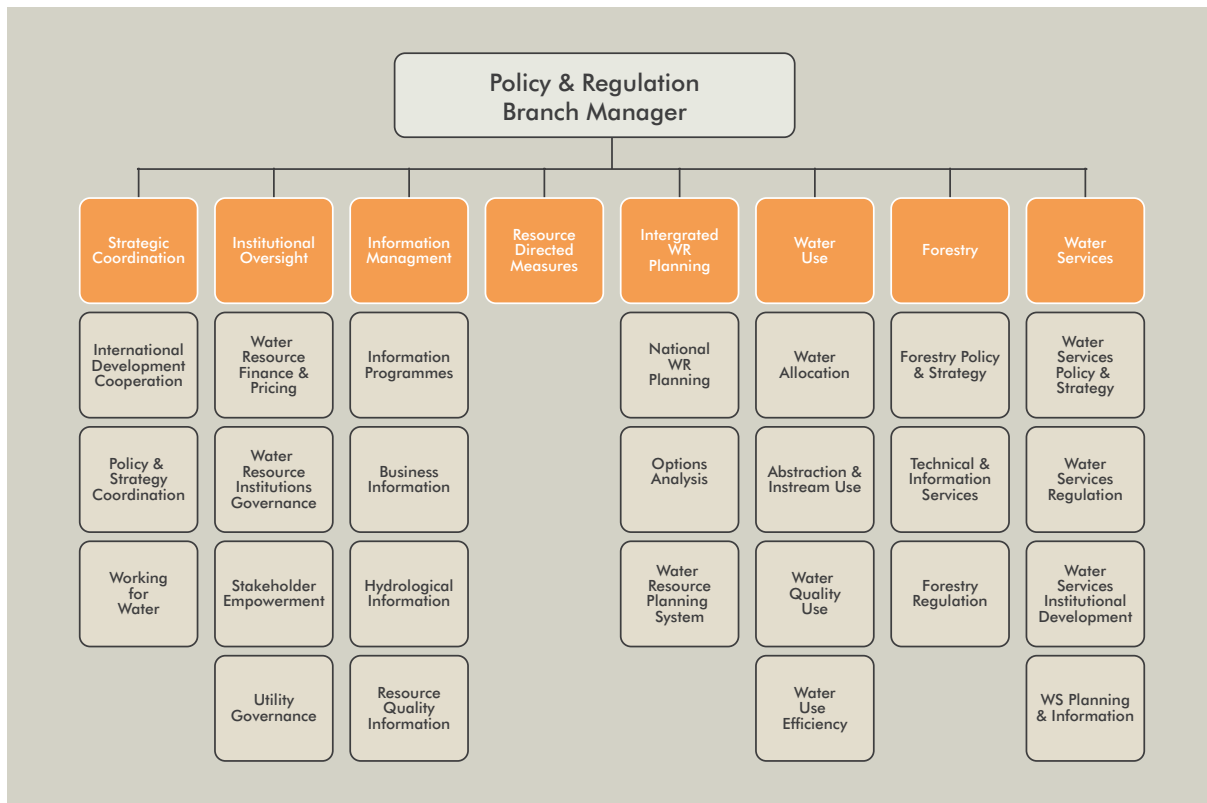 Policy & Regulation
Branch Manager
Strategic
Coordination
Institutional
Oversight
Information
Managment
Resource
Directed
Measures
Intergrated
WR
Planning
Water
Use
Forestry
Water
Services
International
Development
Cooperation
Water
Resource
Finance &
Pricing
Information
Programmes
National
WR
Planning
Water
Allocation
Forestry Policy
& Strategy
Water
Services
Policy &
Strategy
Policy &
Strategy
Coordination
Water
Resource
Institutions
Governance
Business
Information
Options
Analysis
Abstraction &
Instream Use
Technical &
Information
Services
Water
Services
Regulation
Working
for
Water
Stakeholder
Empowerment
Hydrological
Information
Water
Resource
Planning
System
Water
Quality
Use
Forestry
Regulation
Water
Services
Institutional
Development
Utility
Governance
Resource
Quality
Information
Water
Use
Efficiency
WS Planning
& Information